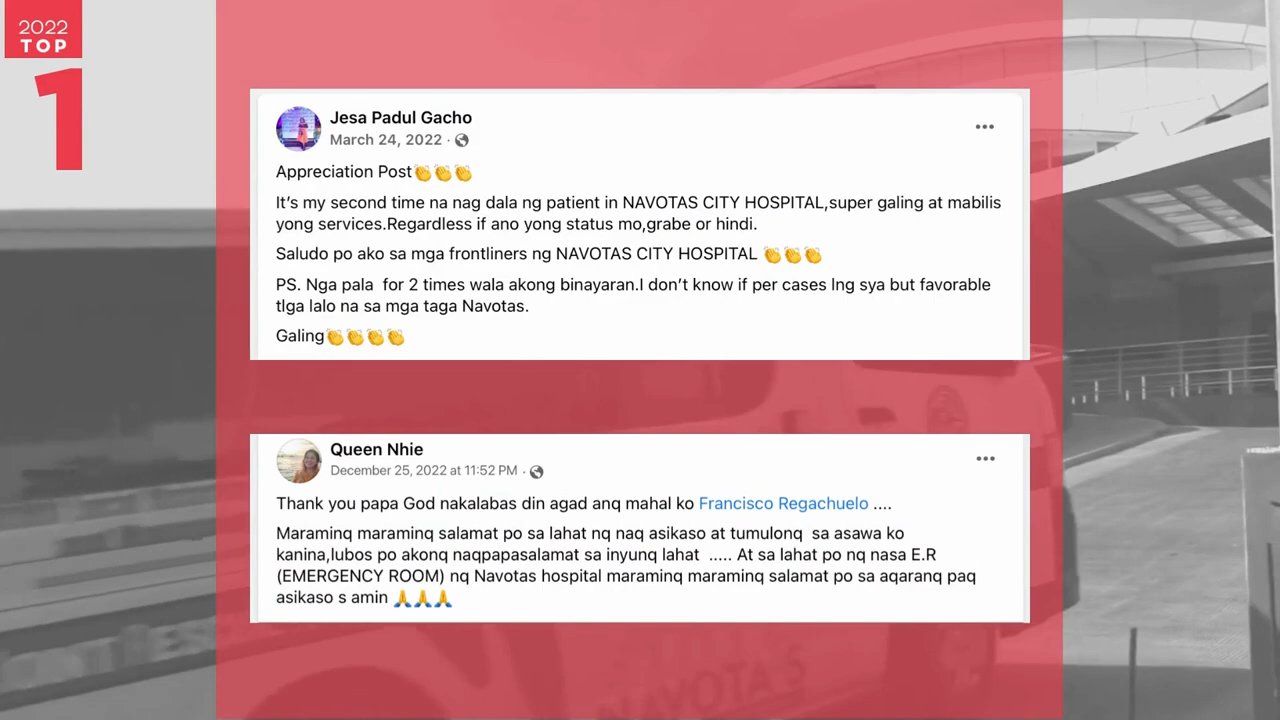 2022
TOP
1
Jesa Padul Gacho
March 24, 2022 ·
Appreciation Post👏👏👏
It's my second time na nag dala ng patient in NAVOTAS CITY HOSPITAL,super galing at mabilis
yong services.Regardless if ano yong status mo,grabe or hindi.
Saludo po ako sa mga frontliners ng NAVOTAS CITY HOSPITAL 👏👏👏
PS. Nga pala for 2 times wala akong binayaran.I don't know if per cases lng sya but favorable
tlga lalo na sa mga taga Navotas.
Galing👏👏👏👏
Queen Nhie
December 25, 2022 at 11:52 PM ·
Thank you papa God nakalabas din agad anq mahal ko Francisco Regachuelo ....
Maraminq maraminq salamat po sa lahat nq naq asikaso at tumulonq sa asawa ko
kanina,lubos po akonq naqpapasalamat sa inyunq lahat ..... At sa lahat po nq nasa E.R
(EMERGENCY ROOM) nq Navotas hospital maraminq maraminq salamat po sa aqaranq paq
asikaso s amin 🙏🙏🙏
NAVOTAS